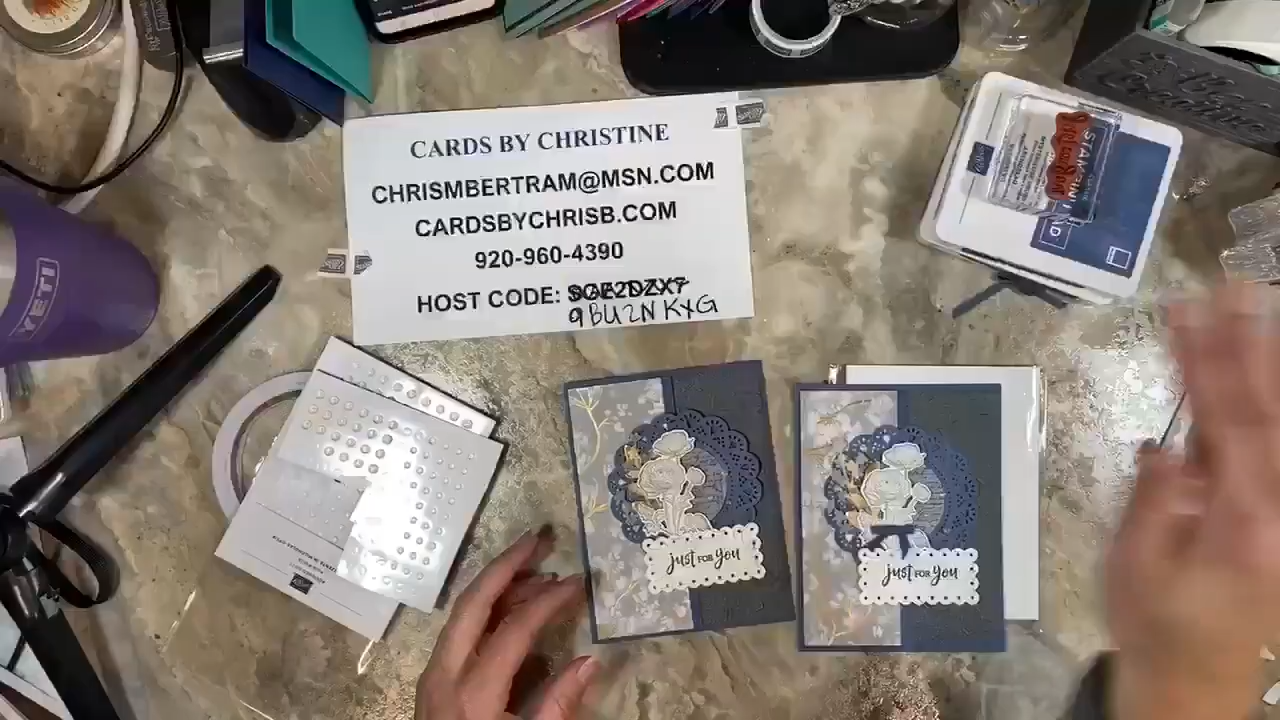 CARDS BY CHRISTINE
CHRISMBERTRAM@MSN.COM
CARDSBYCHRISB.COM
920-960-4390
HOST CODE: SGE2DZX7
9BU2NKXG
YETI
just FOR you
just FOR you